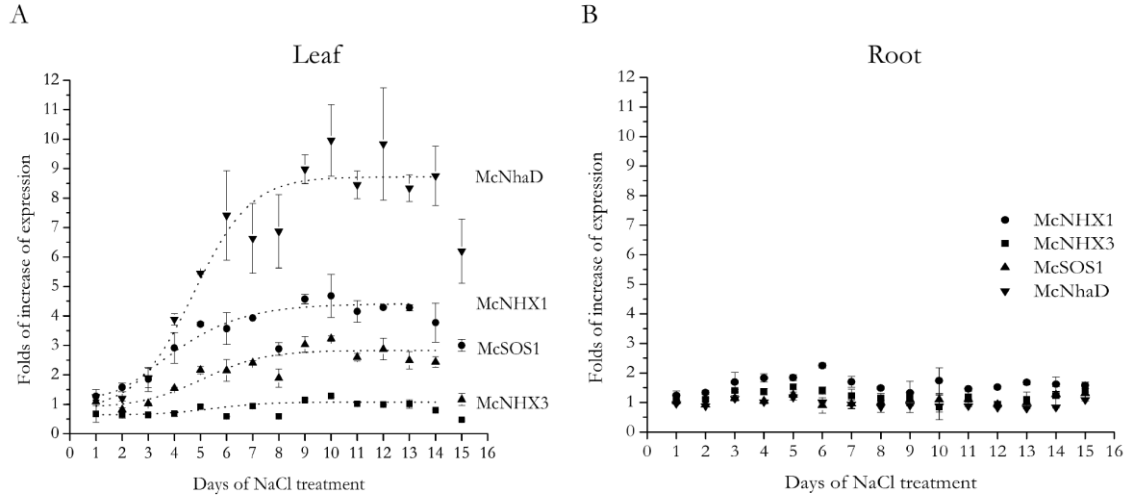 A
Leaf
Folds of increase of expression
12
11
10
9
8
7
6
5
4
3
2
1
0
McNhaD
McNHX1
McSOS1
McNHX3
0 1 2 3 4 5 6 7 8 9 10 11 12 13 14 15 16
Days of NaCl treatment
B
Root
Folds of increase of expression
12
11
10
9
8
7
6
5
4
3
2
1
0
McNHX1
McNHX3
McSOS1
McNhaD
0 1 2 3 4 5 6 7 8 9 10 11 12 13 14 15 16
Days of NaCl treatment